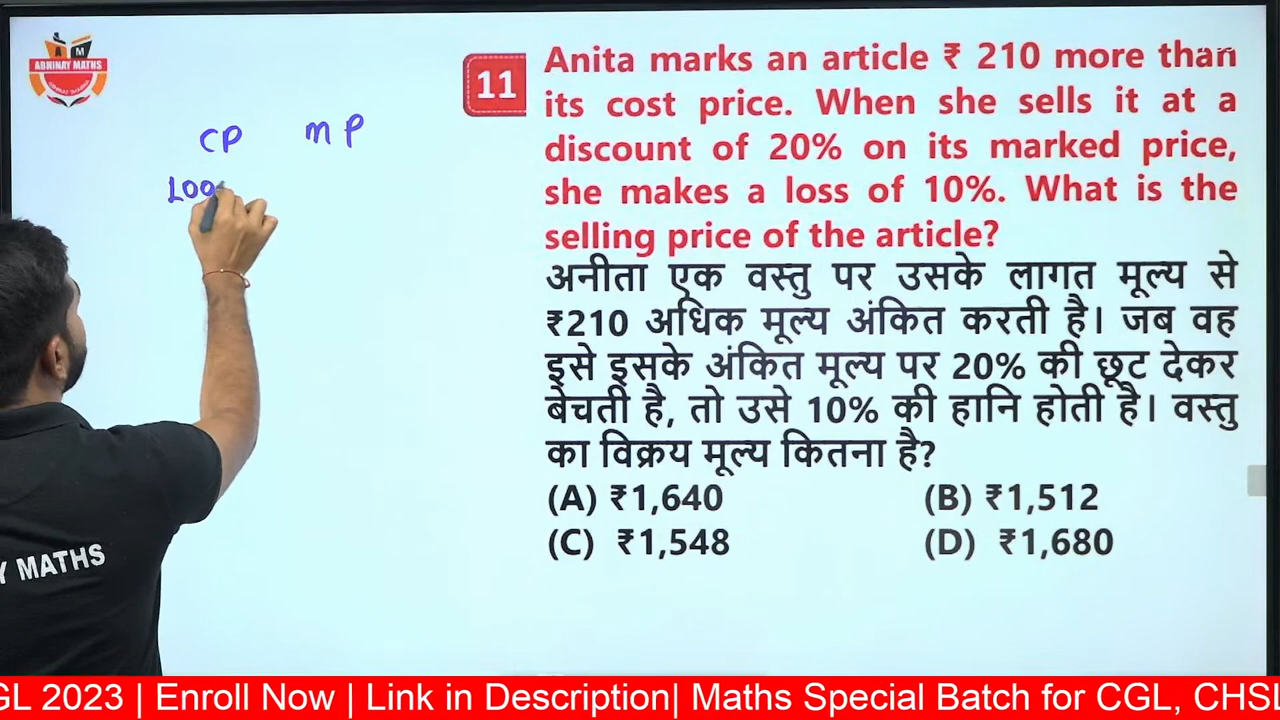 ABHINAY MATHS
CP MP
100
11
Anita marks an article ₹ 210 more than
its cost price. When she sells it at a
discount of 20% on its marked price,
she makes a loss of 10%. What is the
selling price of the article?
अनीता एक वस्तु पर उसके लागत मूल्य से
₹210 अधिक मूल्य अंकित करती है। जब वह
इसे इसके अंकित मूल्य पर 20% की छूट देकर
बेचती है, तो उसे 10% की हानि होती है। वस्तु
का विक्रय मूल्य कितना है?
(A) ₹1,640 (B) ₹1,512
(C) ₹1,548 (D) ₹1,680
Y MATHS
GL 2023 | Enroll Now | Link in Description| Maths Special Batch for CGL, CHSL